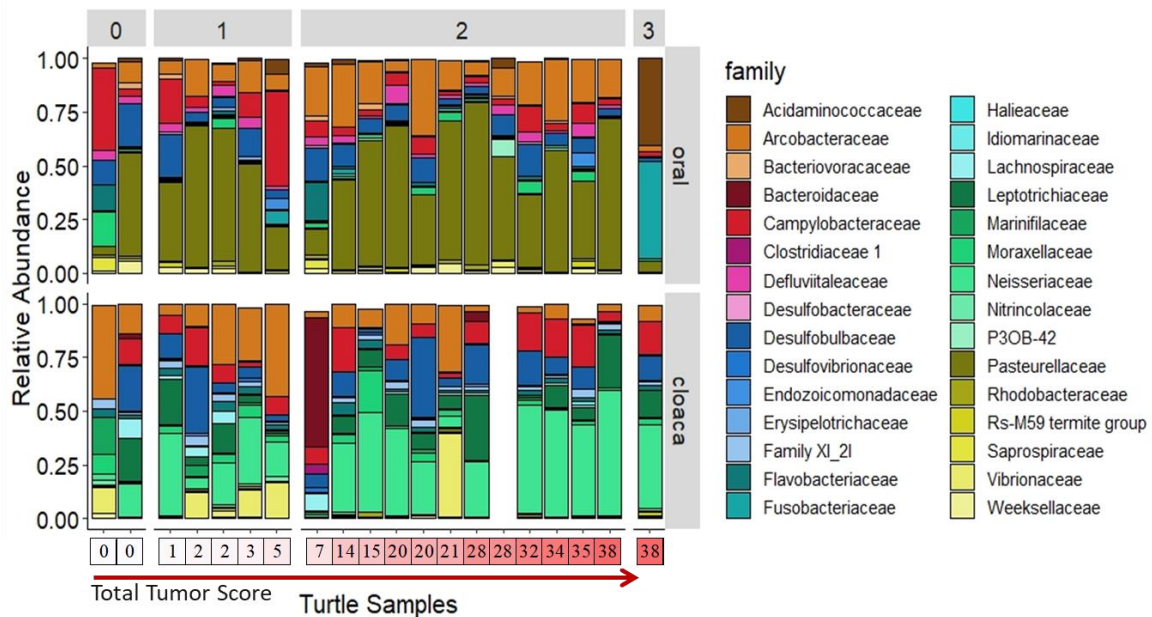 0 1 2 3
1.00
0.75
0.50
0.25
0.00
oral
1.00
0.75
0.50
0.25
0.00
cloaca
Relative Abundance
0 0 1 2 2 3 5 7 14 15 20 20 21 28 28 32 34 35 38 38
Total Tumor Score
Turtle Samples
family
Acidaminococcaceae
Arcobacteraceae
Bacteriovoracaceae
Bacteroidaceae
Campylobacteraceae
Clostridiaceae 1
Defluviitaleaceae
Desulfobacteraceae
Desulfobulbaceae
Desulfovibrionaceae
Endozoicomonadaceae
Erysipelotrichaceae
Family XI_2I
Flavobacteriaceae
Fusobacteriaceae
Halieaceae
Idiomarinaceae
Lachnospiraceae
Leptotrichiaceae
Marinifilaceae
Moraxellaceae
Neisseriaceae
Nitrincolaceae
P3OB-42
Pasteurellaceae
Rhodobacteraceae
Rs-M59 termite group
Saprospiraceae
Vibrionaceae
Weeksellaceae